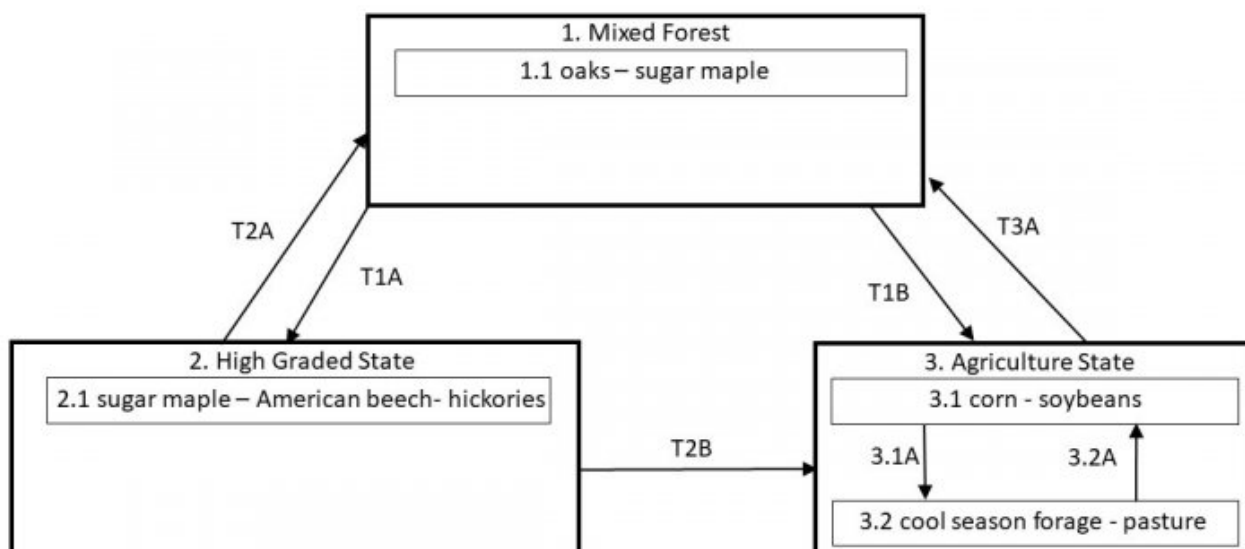 1. Mixed Forest
1.1 oaks – sugar maple
T2A
T1A
T1B
T3A
2. High Graded State
2.1 sugar maple – American beech- hickories
T2B
3. Agriculture State
3.1 corn - soybeans
3.1A
3.2A
3.2 cool season forage - pasture